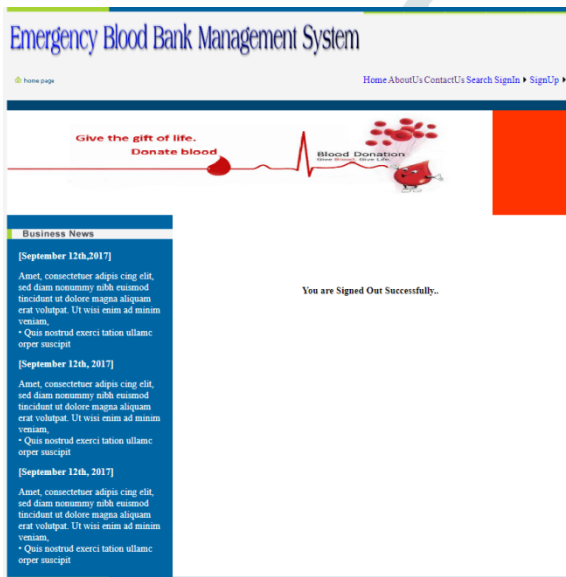 Emergency Blood Bank Management System
home page
Home AboutUs ContactUs Search SignIn SignUp
Give the gift of life.
Donate blood
Blood Donation
Give Blood, Give Life.
Business News
[September 12th,2017]
Amet, consectetuer adipis cing elit,
sed diam nonummy nibh euismod
tincidunt ut dolore magna aliquam
erat volutpat. Ut wisi enim ad minim
veniam,
• Quis nostrud exerci tation ullamc
orper suscipit
[September 12th, 2017]
Amet, consectetuer adipis cing elit,
sed diam nonummy nibh euismod
tincidunt ut dolore magna aliquam
erat volutpat. Ut wisi enim ad minim
veniam,
• Quis nostrud exerci tation ullamc
orper suscipit
[September 12th, 2017]
Amet, consectetuer adipis cing elit,
sed diam nonummy nibh euismod
tincidunt ut dolore magna aliquam
erat volutpat. Ut wisi enim ad minim
veniam,
• Quis nostrud exerci tation ullamc
orper suscipit
You are Signed Out Successfully..